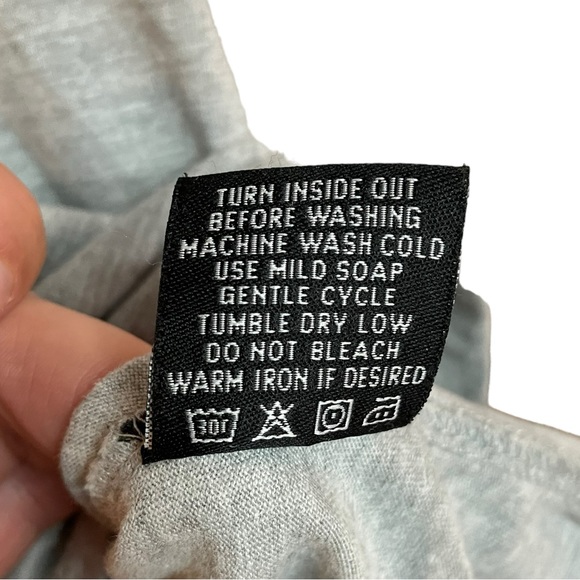 TURN INSIDE OUT
BEFORE WASHING
MACHINE WASH COLD
USE MILD SOAP
GENTLE CYCLE
TUMBLE DRY LOW
DO NOT BLEACH
WARM IRON IF DESIRED